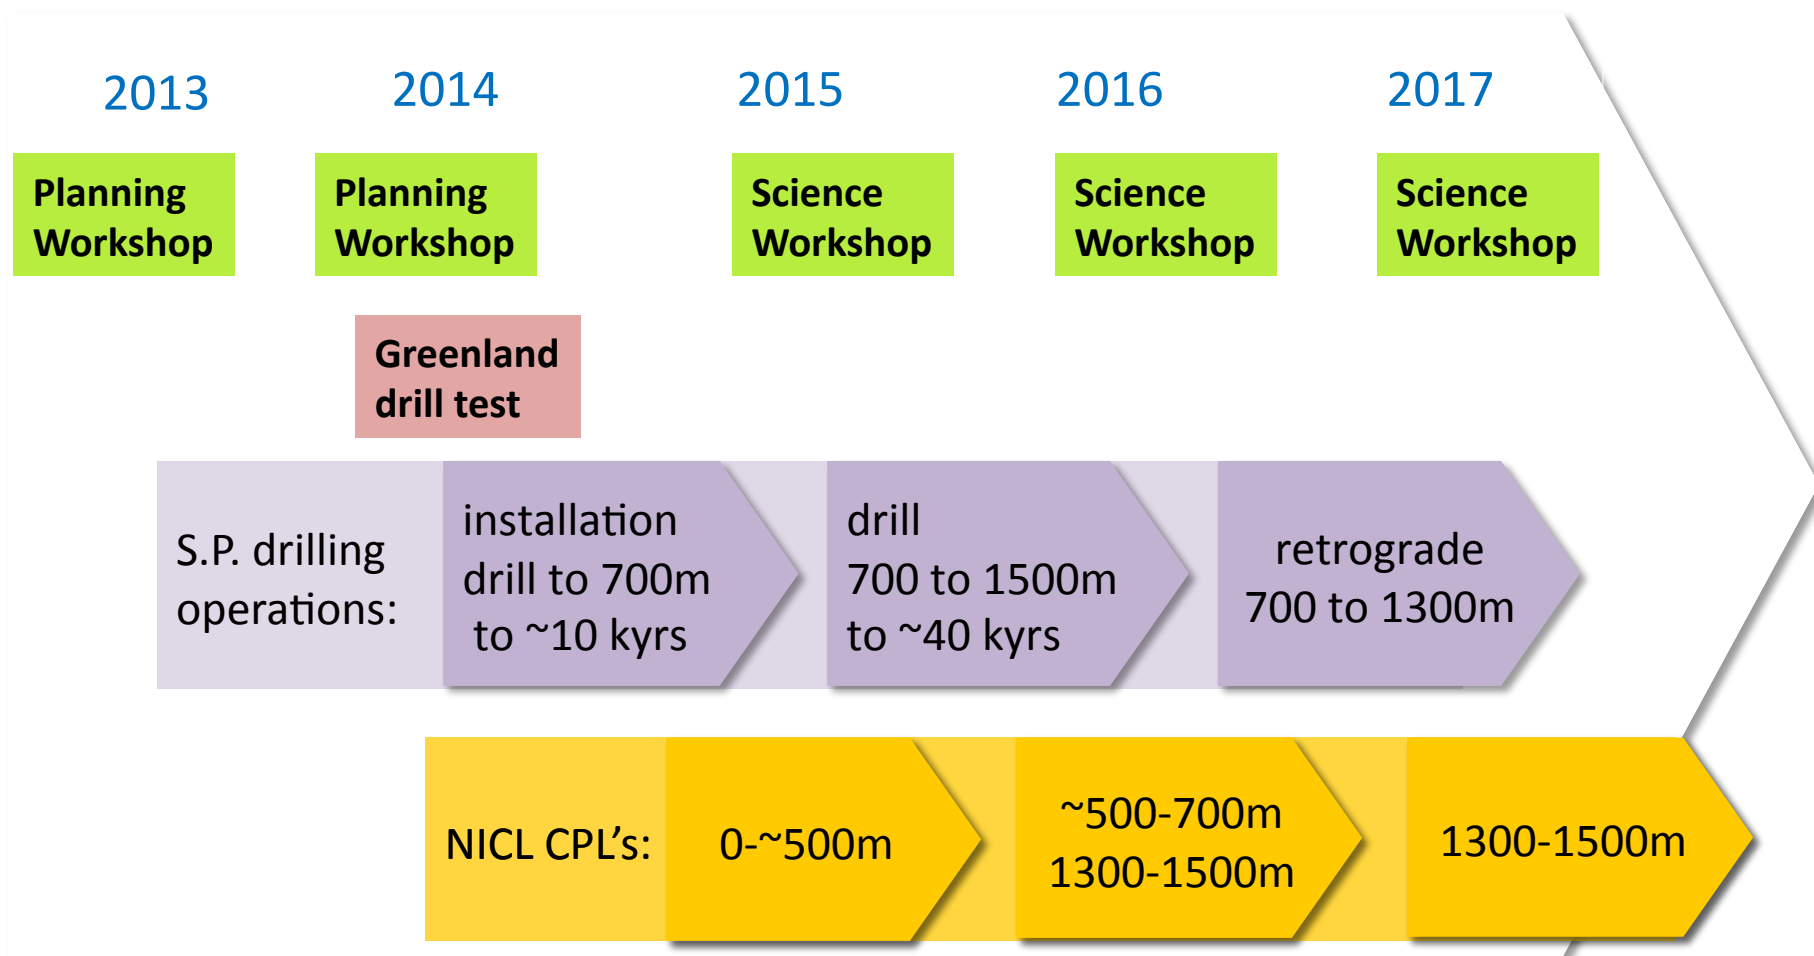 2013
2014
2015
2016
2017
Planning
Workshop
Planning
Workshop
Science
Workshop
Science
Workshop
Science
Workshop
Greenland
drill test
S.P. drilling
operations:
installation
drill to 700m
to ~10 kyrs
drill
700 to 1500m
to ~40 kyrs
retrograde
700 to 1300m
NICL CPL's:
0-~500m
~500-700m
1300-1500m
1300-1500m